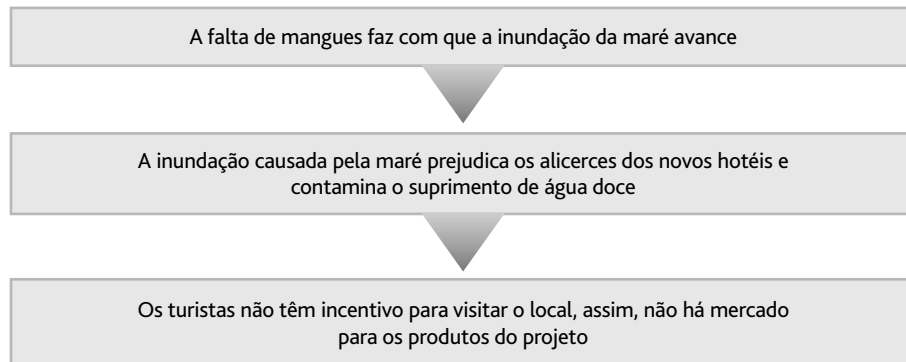 A falta de mangues faz com que a inundação da maré avance
A inundação causada pela maré prejudica os alicerces dos novos hotéis e
contamina o suprimento de água doce
Os turistas não têm incentivo para visitar o local, assim, não há mercado
para os produtos do projeto